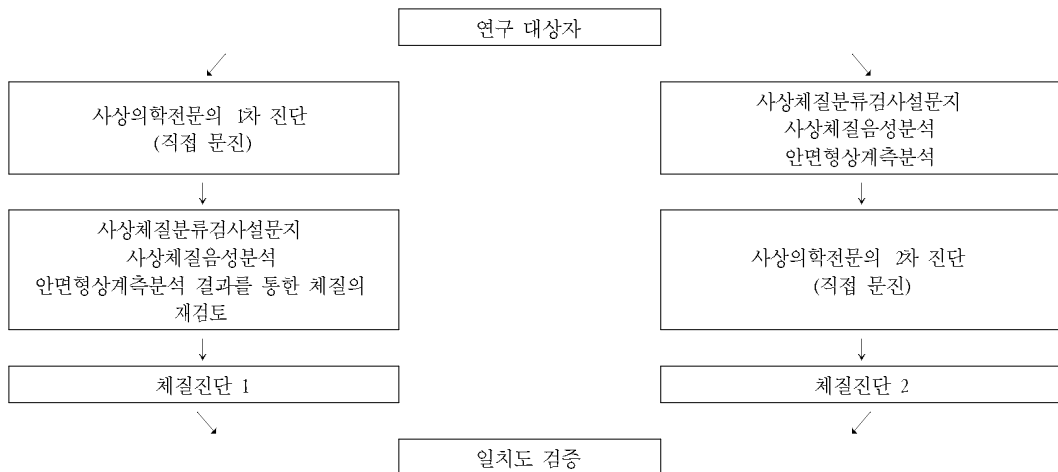 연구 대상자
사상의학전문의 1차 진단
(직접 문진)
사상체질분류검사설문지
사상체질음성분석
안면형상계측분석
사상체질분류검사설문지
사상체질음성분석
안면형상계측분석 결과를 통한 체질의
재검토
사상의학전문의 2차 진단
(직접 문진)
체질진단 1
체질진단 2
일치도 검증